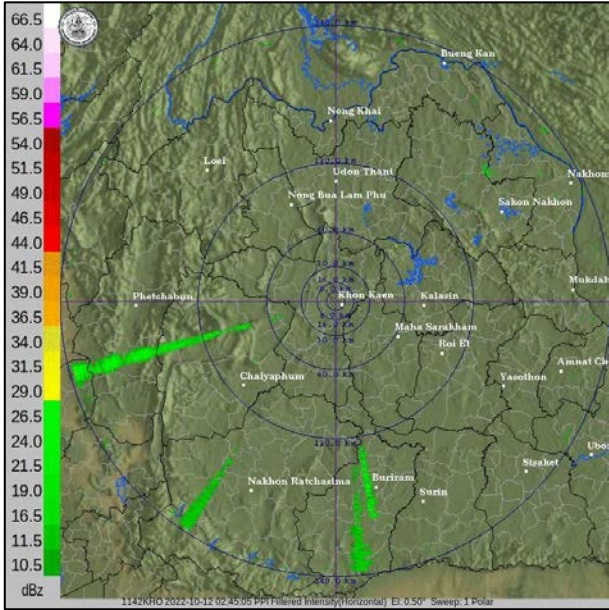 66.5
64.0
61.5
59.0
56.5
54.0
51.5
49.0
46.5
44.0
41.5
39.0
36.5
34.0
31.5
29.0
26.5
24.0
21.5
19.0
16.5
15.5
10.5
dBz
Bueng Kan
Nong Khai
Loei
Udon Thani
Nakhon
Nong Bua Lam Phu
Sakon Nakhon
Mukdah
Phetchabun
Khon Kaen
Kalasin
Maha Sarakham
Roi Et
Amnat Ch
Chaiyaphum
Yasothon
Ubon
Sisaket
Nakhon Ratchasima
Buriram
Surin
1142KHO 2022-10-12 02:45:05 PPI Filtered Intensity(Horizontal) El: 0.50° Sweep: 1 Polar